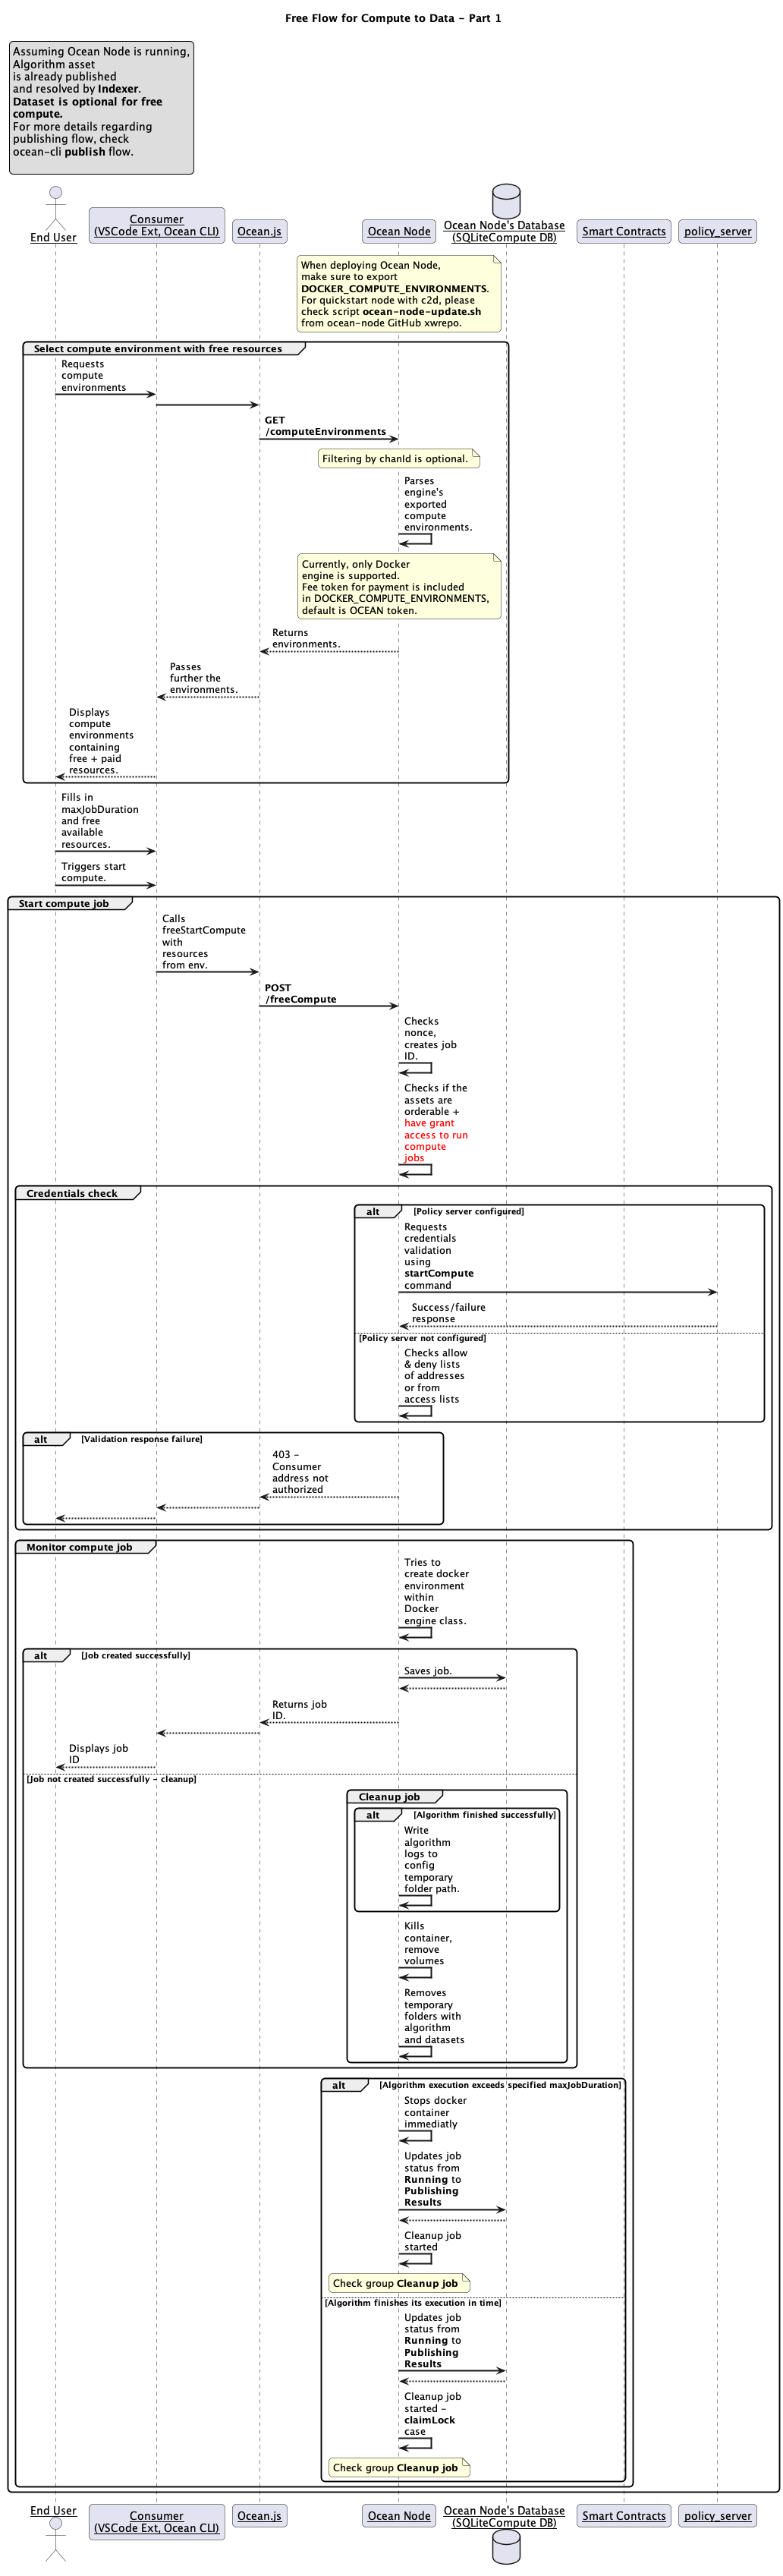 Free Flow for Compute to Data - Part 1
Assuming Ocean Node is running,
Algorithm asset
is already published
and resolved by Indexer.
Dataset is optional for free
compute.
For more details regarding
publishing flow, check
ocean-cli publish flow.
End User
Consumer
(VSCode Ext, Ocean CLI)
Ocean.js
Ocean Node
Ocean Node's Database
(SQLiteCompute DB)
Smart Contracts
policy_server
When deploying Ocean Node,
make sure to export
DOCKER_COMPUTE_ENVIRONMENTS.
For quickstart node with c2d, please
check script ocean-node-update.sh
from ocean-node GitHub xwrepo.
Select compute environment with free resources
Requests
compute
environments
GET
/computeEnvironments
Filtering by chanId is optional.
Parses
engine's
exported
compute
environments.
Currently, only Docker
engine is supported.
Fee token for payment is included
in DOCKER_COMPUTE_ENVIRONMENTS,
default is OCEAN token.
Returns
environments.
Passes
further the
environments.
Displays
compute
environments
containing
free + paid
resources.
Fills in
maxJobDuration
and free
available
resources.
Triggers start
compute.
Start compute job
Calls
freeStartCompute
with
resources
from env.
POST
/freeCompute
Checks
nonce,
creates job
ID.
Checks if the
assets are
orderable +
have grant
access to run
compute
jobs
Credentials check
alt [Policy server configured]
Requests
credentials
validation
using
startCompute
command
Success/failure
response
[Policy server not configured]
Checks allow
& deny lists
of addresses
or from
access lists
alt [Validation response failure]
403 -
Consumer
address not
authorized
Monitor compute job
Tries to
create docker
environment
within
Docker
engine class.
alt [Job created successfully]
Saves job.
Returns job
ID.
Displays job
ID
[Job not created successfully - cleanup]
Cleanup job
alt [Algorithm finished successfully]
Write
algorithm
logs to
config
temporary
folder path.
Kills
container,
remove
volumes
Removes
temporary
folders with
algorithm
and datasets
alt [Algorithm execution exceeds specified maxJobDuration]
Stops docker
container
immediatly
Updates job
status from
Running to
Publishing
Results
Cleanup job
started
Check group Cleanup job
[Algorithm finishes its execution in time]
Updates job
status from
Running to
Publishing
Results
Cleanup job
started -
claimLock
case
Check group Cleanup job
End User
Consumer
(VSCode Ext, Ocean CLI)
Ocean.js
Ocean Node
Ocean Node's Database
(SQLiteCompute DB)
Smart Contracts
policy_server